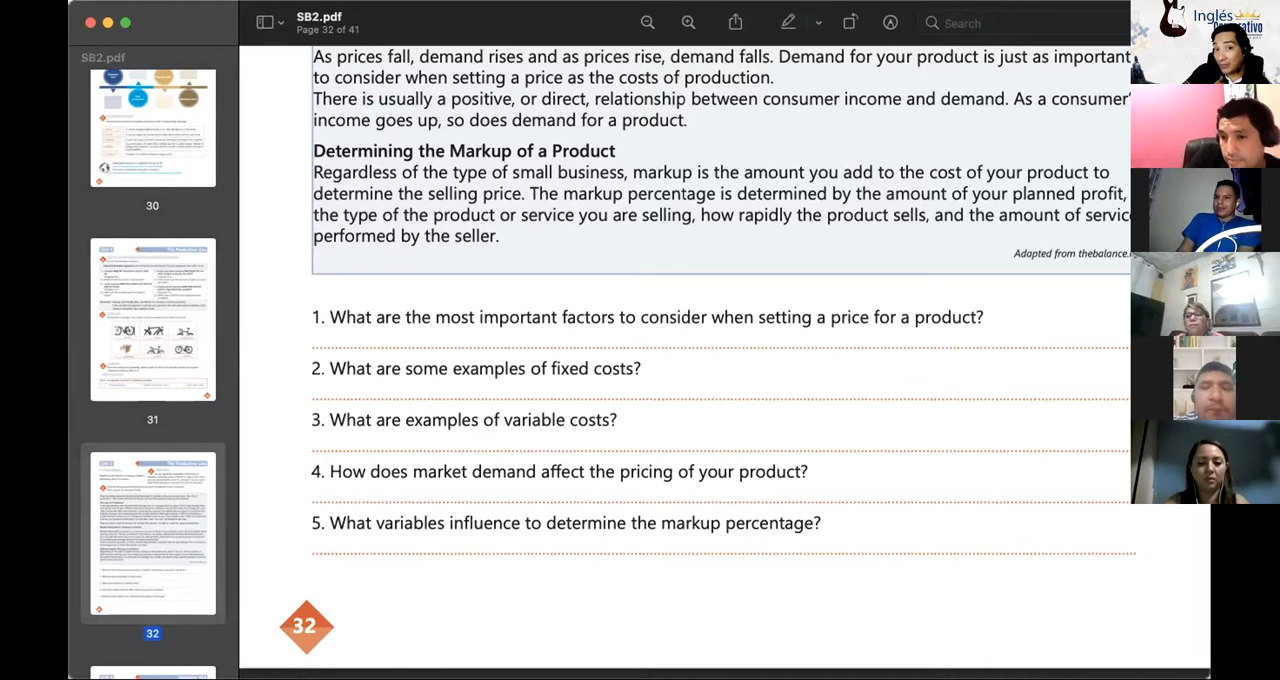 SB2.pdf
Page 32 of 41
Search
Inglés
Corporativo
SB2.pdf
30
31
32
As prices fall, demand rises and as prices rise, demand falls. Demand for your product is just as important
to consider when setting a price as the costs of production.
There is usually a positive, or direct, relationship between consumer income and demand. As a consumer'
income goes up, so does demand for a product.
Determining the Markup of a Product
Regardless of the type of small business, markup is the amount you add to the cost of your product to
determine the selling price. The markup percentage is determined by the amount of your planned profit,
the type of the product or service you are selling, how rapidly the product sells, and the amount of servic
performed by the seller.
Adapted from thebalance.
1. What are the most important factors to consider when setting a price for a product?
2. What are some examples of fixed costs?
3. What are examples of variable costs?
4. How does market demand affect the pricing of your product?
5. What variables influence to determine the markup percentage?
32